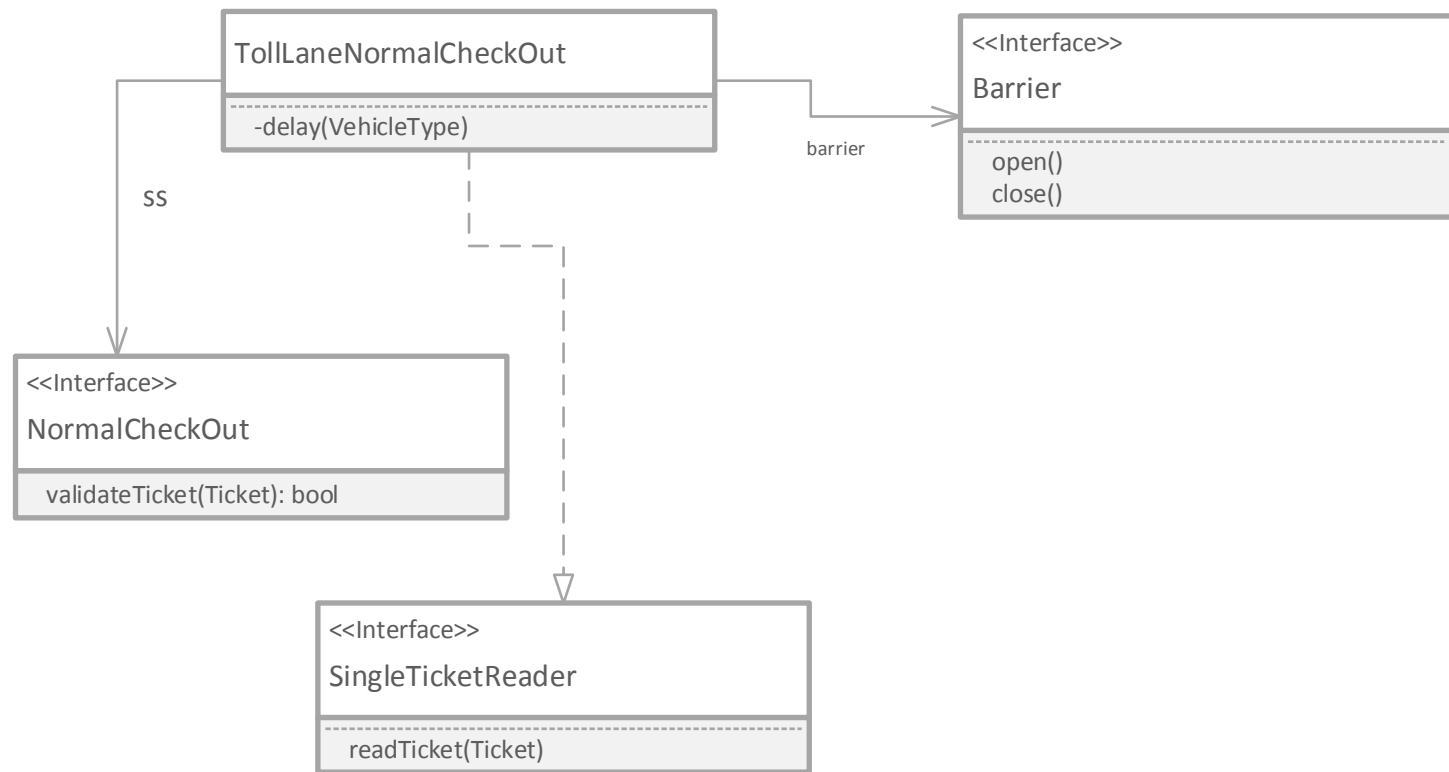 TollLaneNormalCheckOut
-delay(VehicleType)
<<Interface>>
Barrier
open()
close()
barrier
SS
<<Interface>>
NormalCheckOut
validateTicket(Ticket): bool
<<Interface>>
SingleTicketReader
readTicket(Ticket)